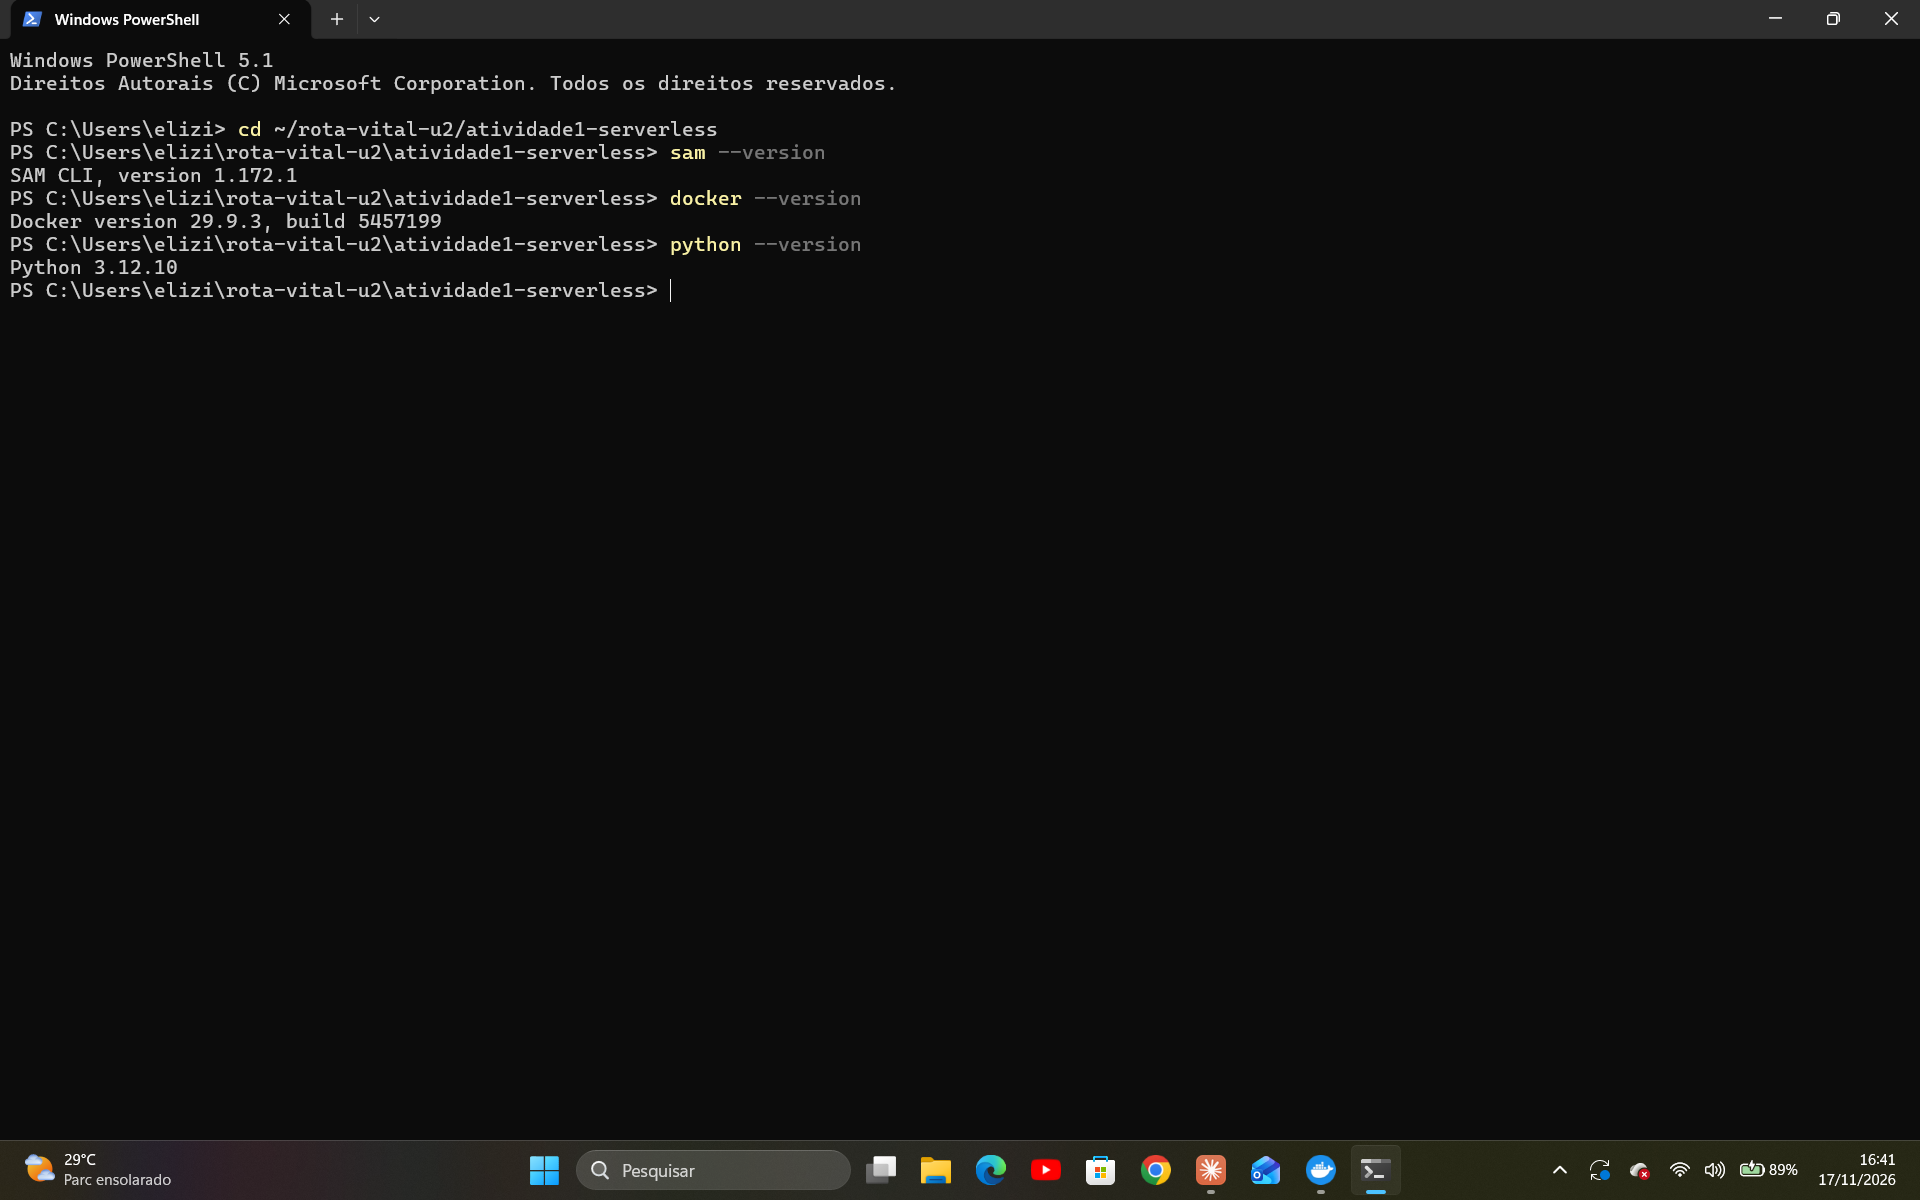 Windows PowerShell
Windows PowerShell 5.1
Direitos Autorais (C) Microsoft Corporation. Todos os direitos reservados.
PS C:\Users\elizi> cd ~/rota-vital-u2/atividade1-serverless
PS C:\Users\elizi\rota-vital-u2\atividade1-serverless> sam --version
SAM CLI, version 1.172.1
PS C:\Users\elizi\rota-vital-u2\atividade1-serverless> docker --version
Docker version 29.9.3, build 5457199
PS C:\Users\elizi\rota-vital-u2\atividade1-serverless> python --version
Python 3.12.10
PS C:\Users\elizi\rota-vital-u2\atividade1-serverless>
29°C
Parc ensolarado
Pesquisar
89%
16:41
17/11/2026